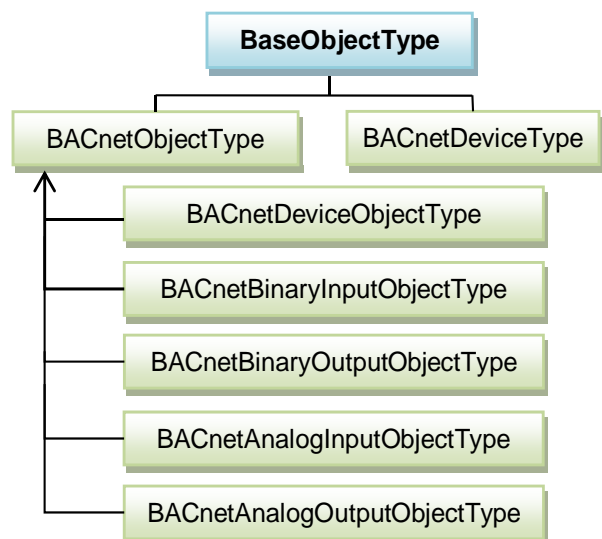 BaseObjectType
BACnetObjectType
BACnetDeviceType
BACnetDeviceObjectType
BACnetBinaryInputObjectType
BACnetBinaryOutputObjectType
BACnetAnalogInputObjectType
BACnetAnalogOutputObjectType